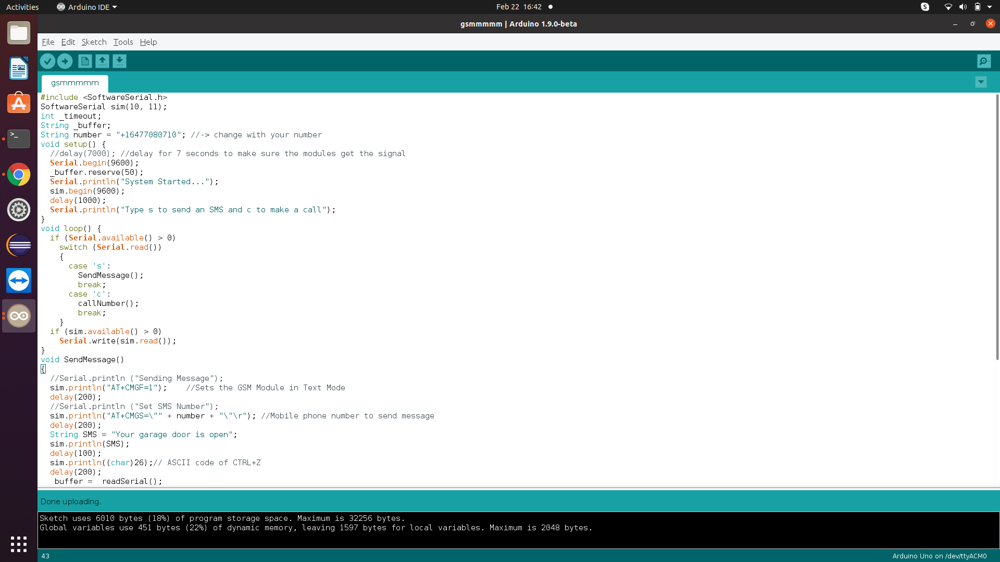 Activities Arduino IDE Feb 22 16:42
gsmmmmm | Arduino 1.9.0-beta
File Edit Sketch Tools Help
gsmmmmm
#include <SoftwareSerial.h>
SoftwareSerial sim(10, 11);
int _timeout;
String _buffer;
String number = "+16477080710"; //-> change with your number
void setup() {
  //delay(7000); //delay for 7 seconds to make sure the modules get the signal
  Serial.begin(9600);
  _buffer.reserve(50);
  Serial.println("System Started...");
  sim.begin(9600);
  delay(1000);
  Serial.println("Type s to send an SMS and c to make a call");
}
void loop() {
  if (Serial.available() > 0)
    switch (Serial.read())
    {
      case 's':
        SendMessage();
        break;
      case 'c':
        callNumber();
        break;
    }
  if (sim.available() > 0)
    Serial.write(sim.read());
}
void SendMessage()
{
  //Serial.println ("Sending Message");
  sim.println("AT+CMGF=1");    //Sets the GSM Module in Text Mode
  delay(200);
  //Serial.println ("Set SMS Number");
  sim.println("AT+CMGS=\"" + number + "\"\r"); //Mobile phone number to send message
  delay(200);
  String SMS = "Your garage door is open";
  sim.println(SMS);
  delay(100);
  sim.println((char)26);// ASCII code of CTRL+Z
  delay(200);
  buffer = readSerial();
Done uploading.
Sketch uses 6010 bytes (18%) of program storage space. Maximum is 32256 bytes.
Global variables use 451 bytes (22%) of dynamic memory, leaving 1597 bytes for local variables. Maximum is 2048 bytes.
43 Arduino Uno on /dev/ttyACM0